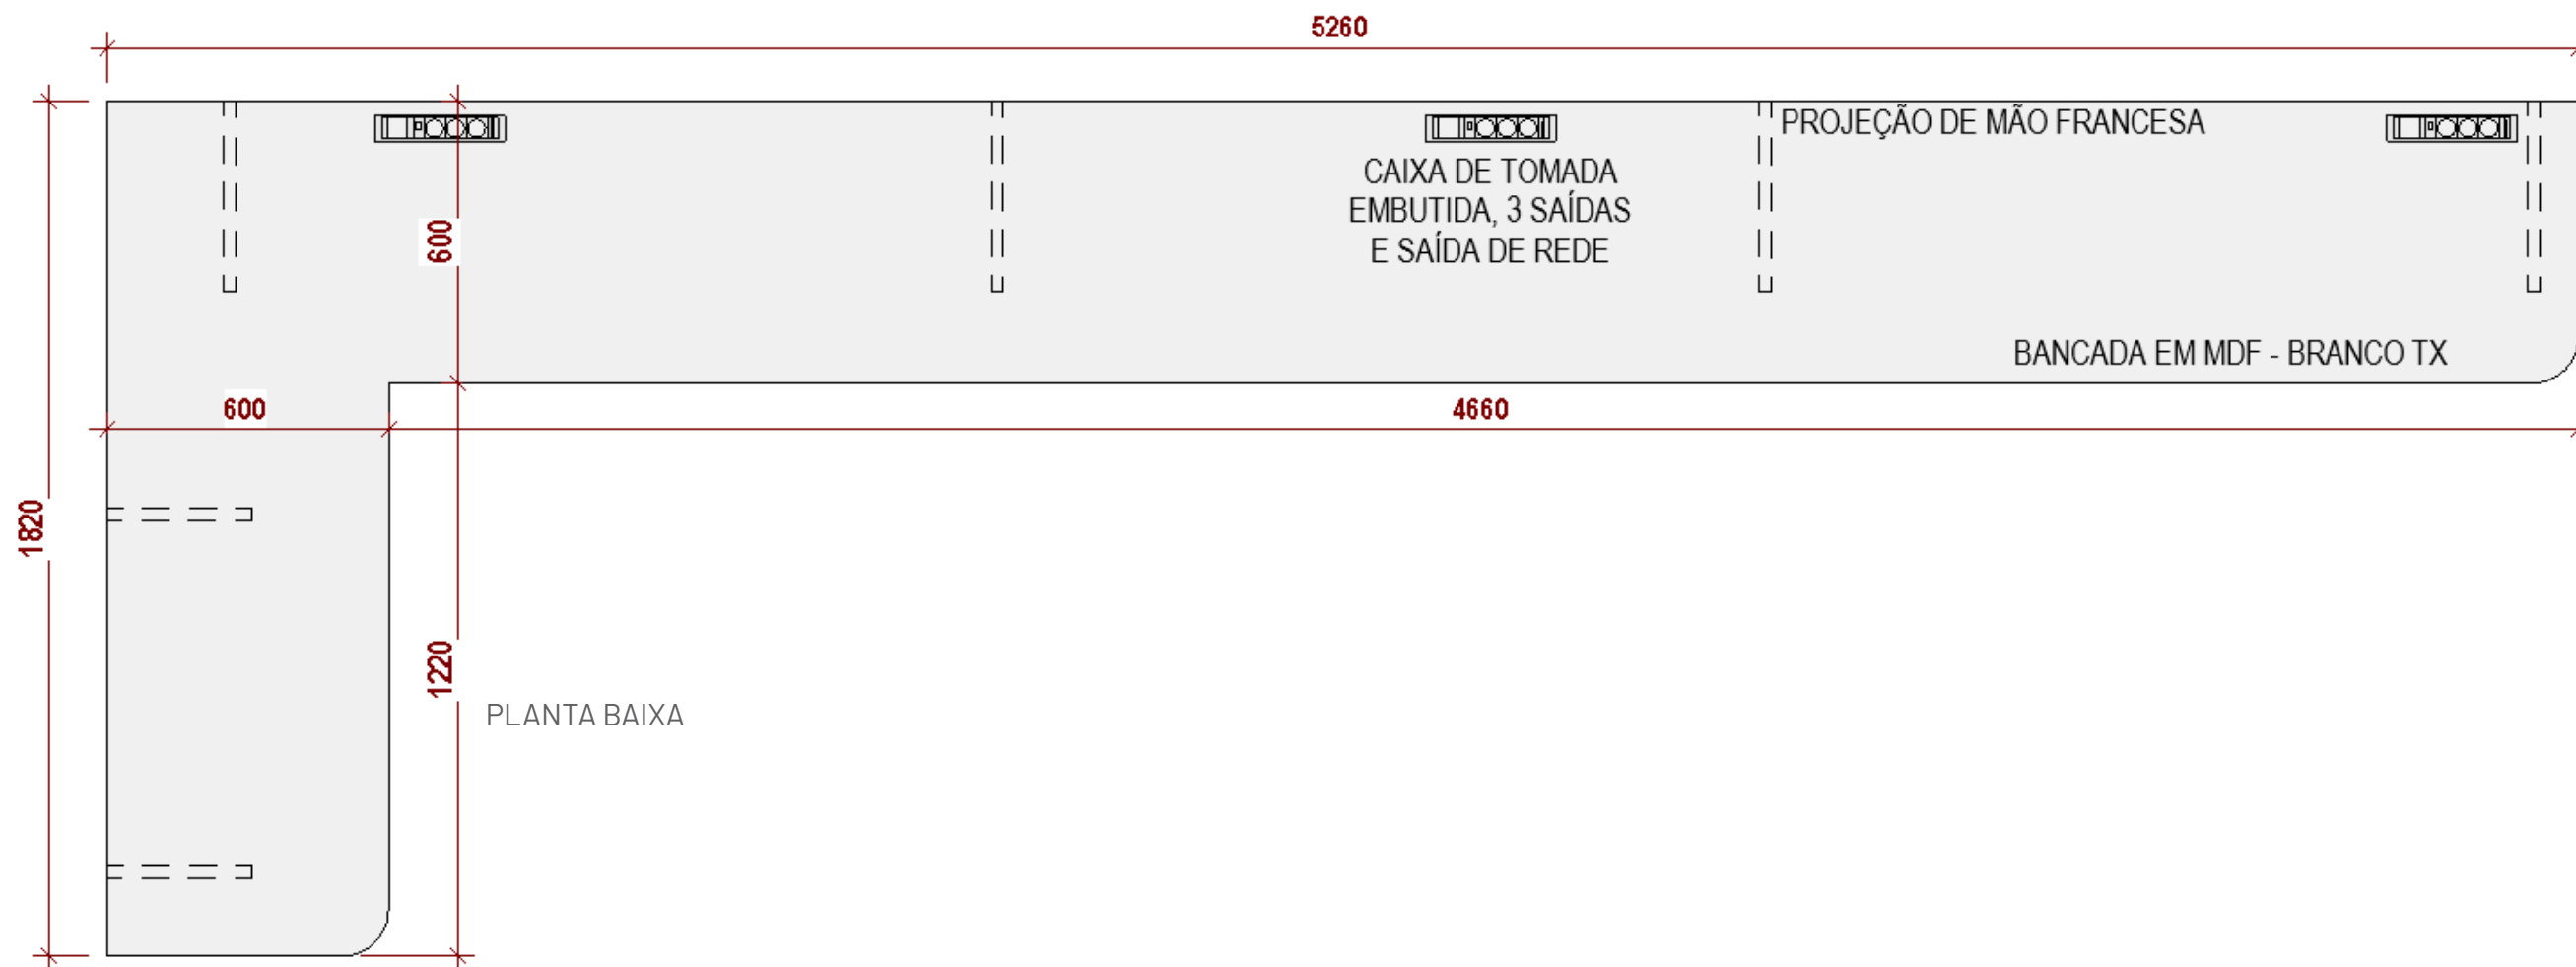 5260
PROJEÇÃO DE MÃO FRANCESA
CAIXA DE TOMADA
EMBUTIDA, 3 SAÍDAS
E SAÍDA DE REDE
600
BANCADA EM MDF - BRANCO TX
600
4660
1820
1220
PLANTA BAIXA